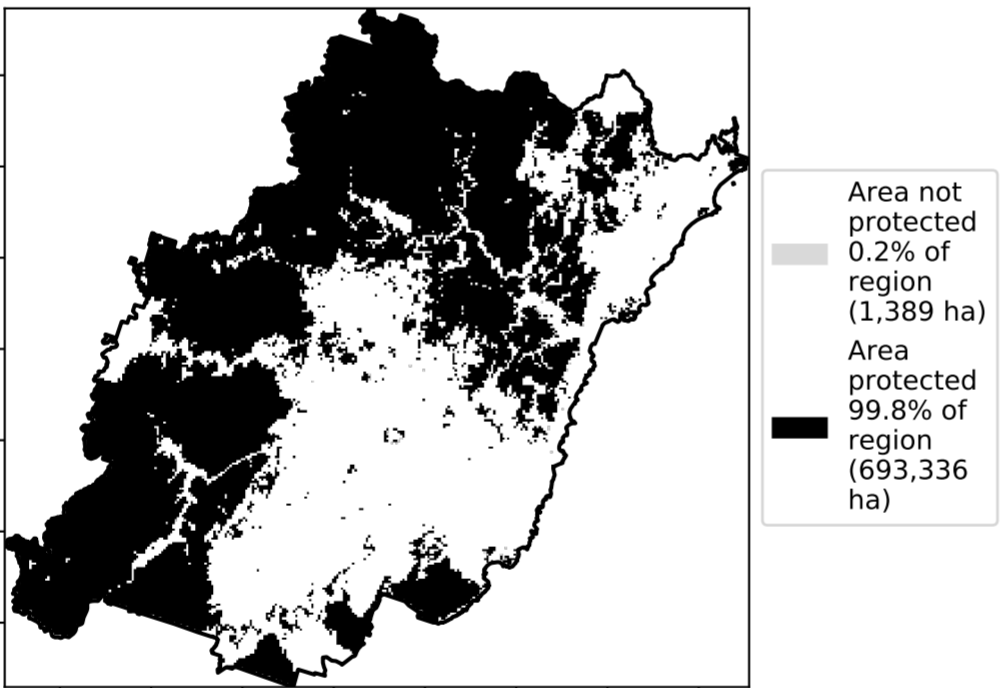 Area not
protected
0.2% of
region
(1,389 ha)
Area
protected
99.8% of
region
(693,336
ha)